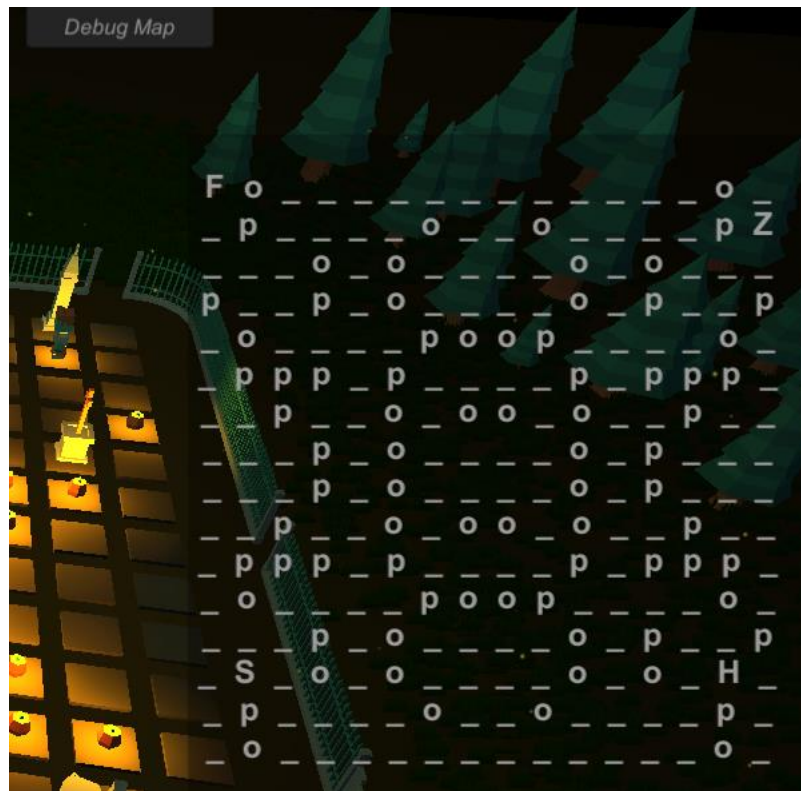 Debug Map
F o _ _ _ _ _ _ _ _ _ _ _ _ o _
_ p _ _ _ _ o _ _ o _ _ _ _ p Z
_ _ _ o _ o _ _ _ _ o _ o _ _ _
p _ _ p _ o _ _ _ _ o _ p _ _ p
_ o _ _ _ _ p o o p _ _ _ _ o _
_ p p p _ p _ _ _ _ p _ p p p _
_ _ p _ _ o _ o o _ o _ _ p _ _
_ _ _ p _ o _ _ _ _ o _ p _ _ _
_ _ _ p _ o _ _ _ _ o _ p _ _ _
_ _ p _ _ o _ o o _ o _ _ p _ _
_ p p p _ p _ _ _ _ p _ p p p _
_ o _ _ _ _ p o o p _ _ _ _ o _
_ _ _ p _ o _ _ _ _ o _ p _ _ p
_ S _ o _ o _ _ _ _ o _ o _ H _
_ p _ _ _ _ o _ _ o _ _ _ _ p _
_ o _ _ _ _ _ _ _ _ _ _ _ _ o _